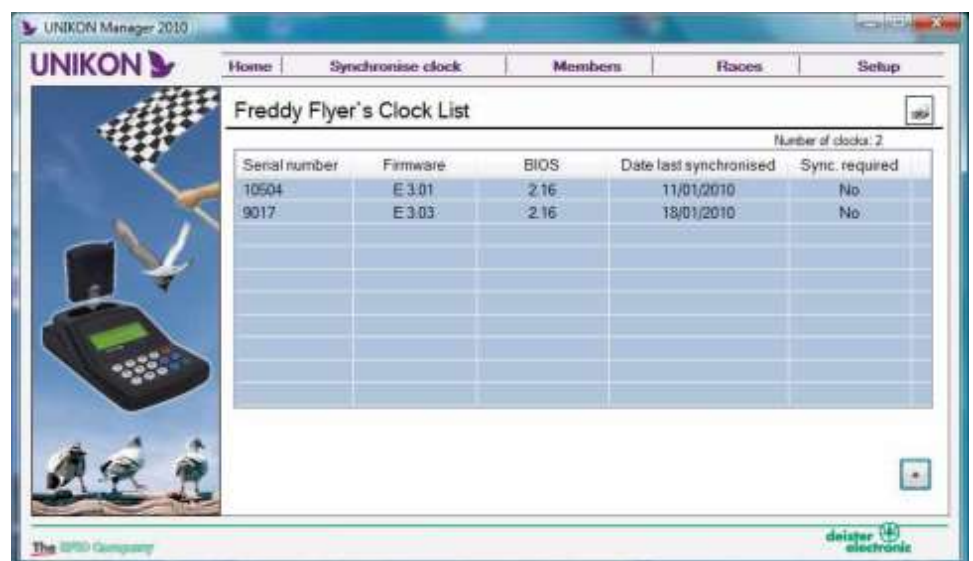 UNIKON Manager 2010
UNIKON
Home | Synchronise clock | Members | Races | Setup
Freddy Flyer`s Clock List
Number of clocks: 2
Serial number Firmware BIOS Date last synchronised Sync. required
10504 E 3.01 2.16 11/01/2010 No
9017 E 3.03 2.16 18/01/2010 No
The RFID Company
deister
electronic